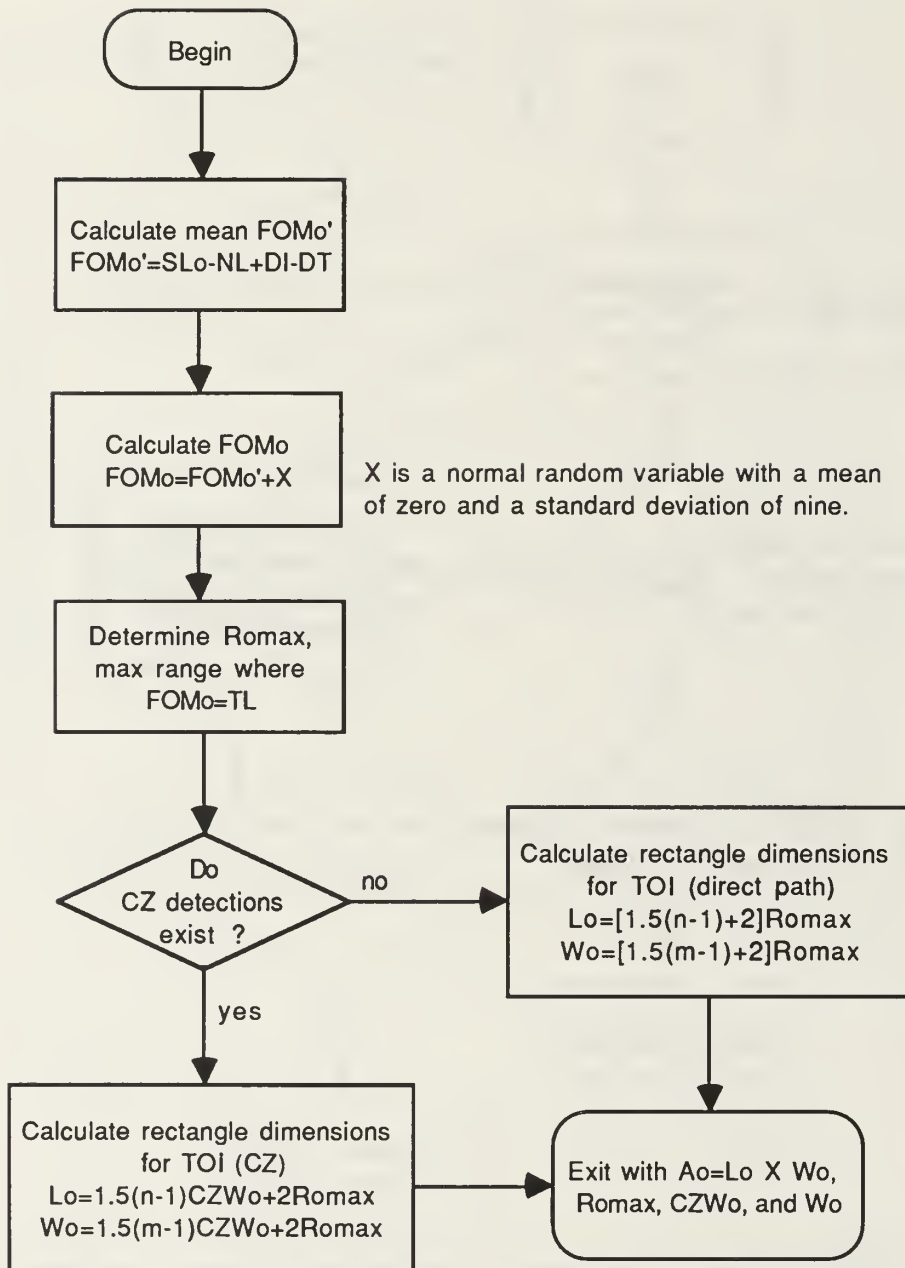 Begin
Calculate mean FOMo'
FOMo'=SLo-NL+DI-DT
Calculate FOMo
FOMo=FOMo'+X
X is a normal random variable with a mean
of zero and a standard deviation of nine.
Determine Romax,
max range where
FOMo=TL
Do
CZ detections
exist ?
no
yes
Calculate rectangle dimensions
for TOI (direct path)
Lo=[1.5(n-1)+2]Romax
Wo=[1.5(m-1)+2]Romax
Calculate rectangle dimensions
for TOI (CZ)
Lo=1.5(n-1)CZWo+2Romax
Wo=1.5(m-1)CZWo+2Romax
Exit with Ao=Lo X Wo,
Romax, CZWo, and Wo